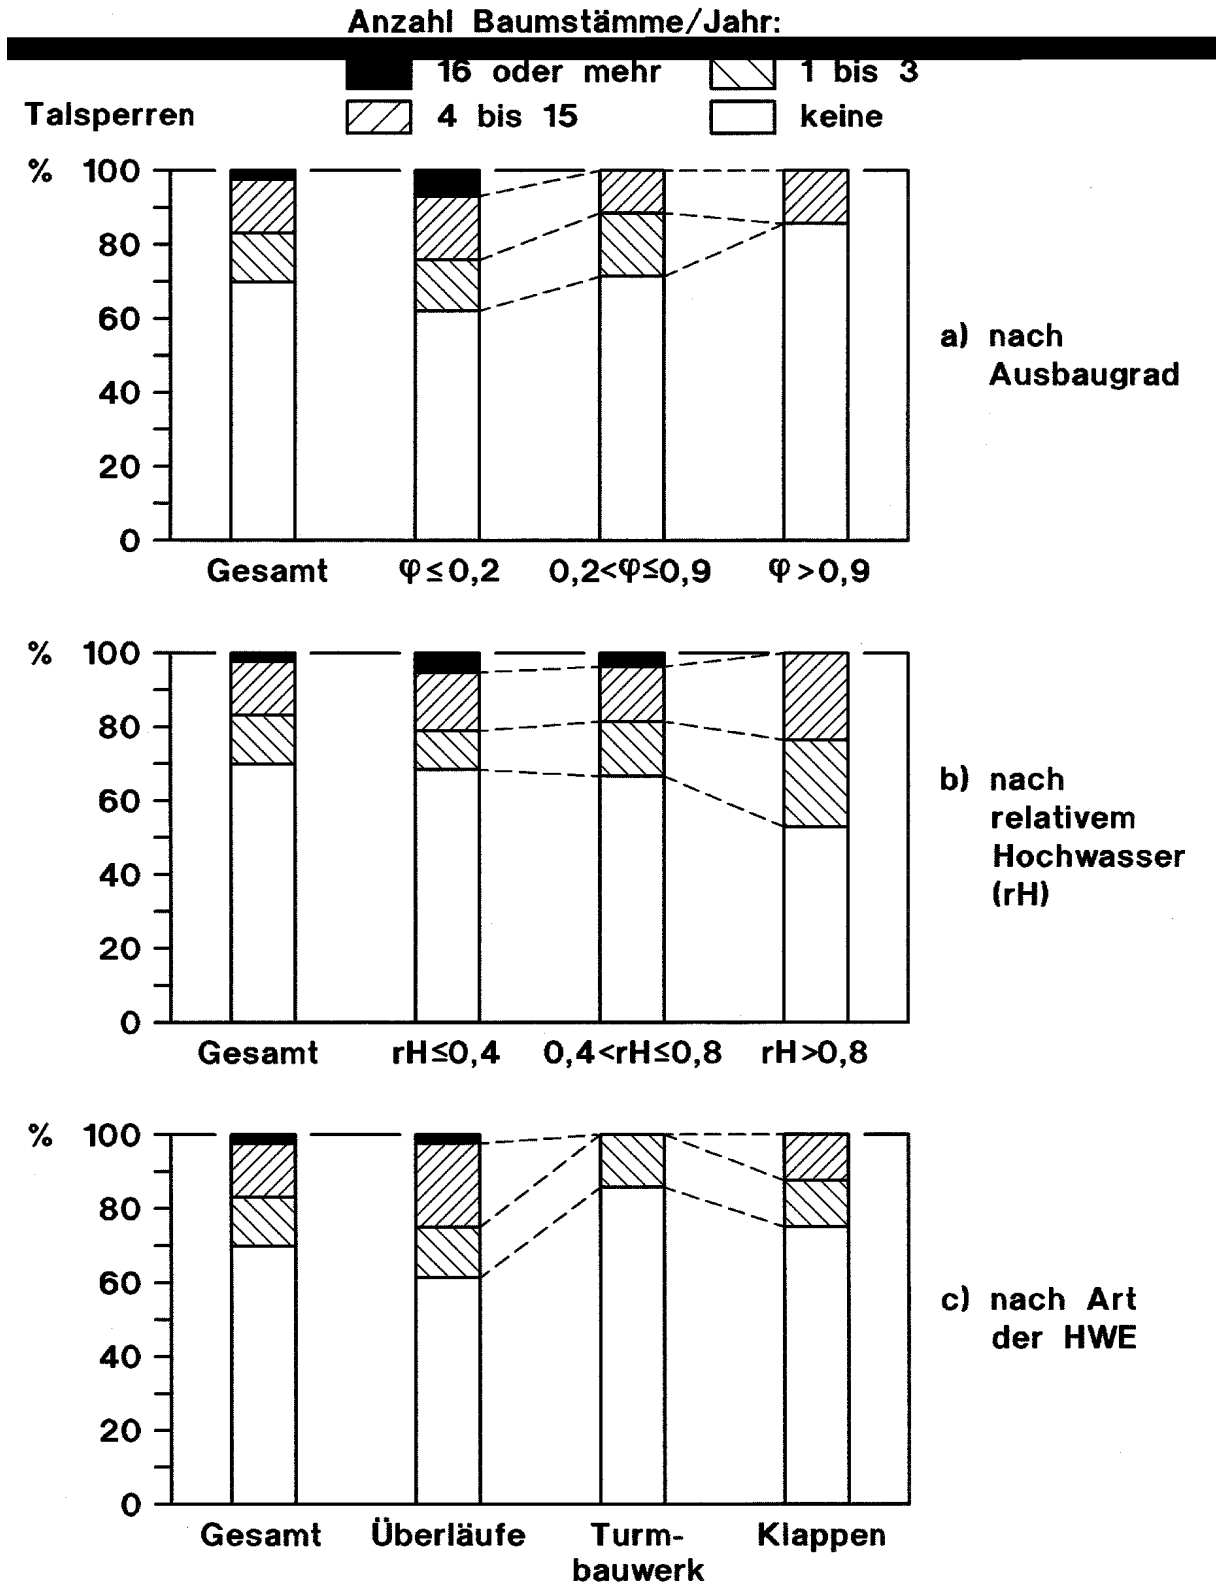 Anzahl Baumstämme/Jahr:
16 oder mehr 1 bis 3
Talsperren 4 bis 15 keine
% 100
80
60
40
20
0
a) nach
Ausbaugrad
Gesamt φ≤0,2 0,2<φ≤0,9 φ>0,9
% 100
80
60
40
20
0
b) nach
relativem
Hochwasser
(rH)
Gesamt rH≤0,4 0,4<rH≤0,8 rH>0,8
% 100
80
60
40
20
0
c) nach Art
der HWE
Gesamt Überläufe Turm- Klappen
bauwerk